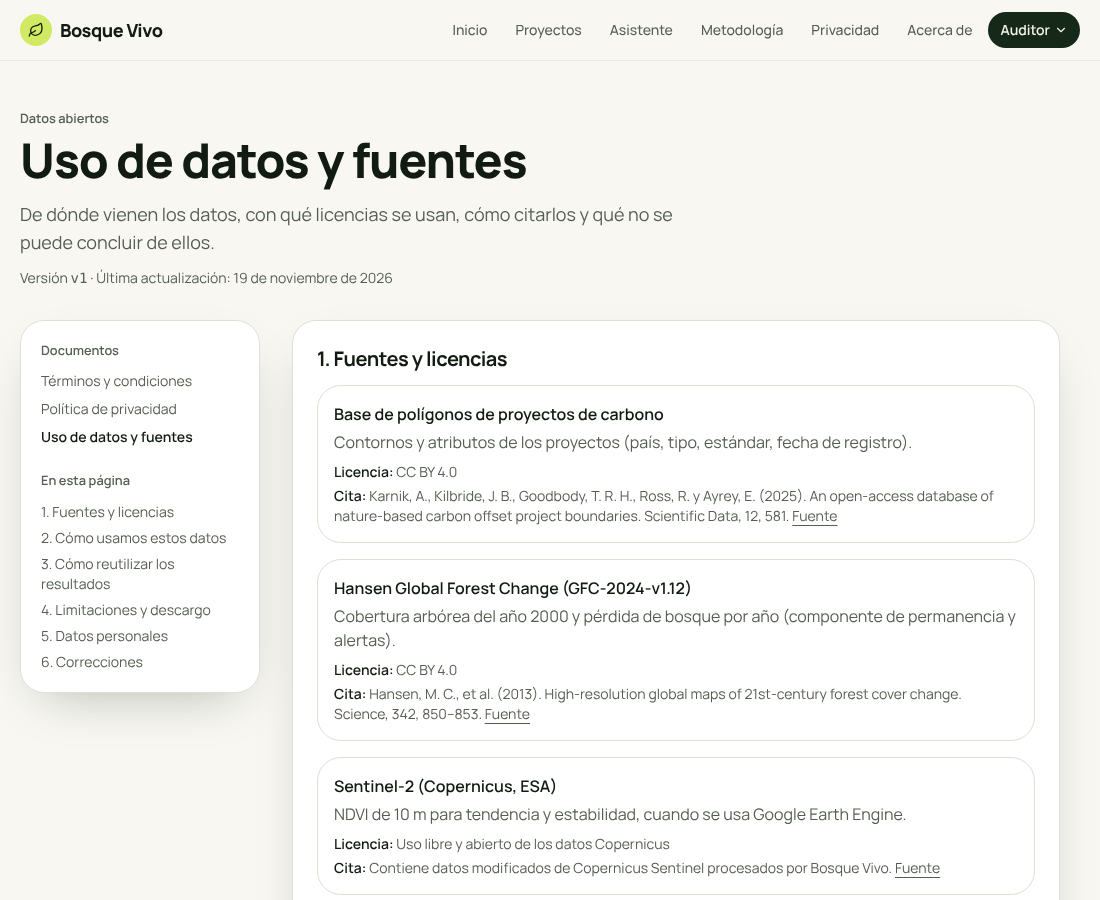 Bosque Vivo
Inicio
Proyectos
Asistente
Metodología
Privacidad
Acerca de
Auditor
Datos abiertos
Uso de datos y fuentes
De dónde vienen los datos, con qué licencias se usan, cómo citarlos y qué no se
puede concluir de ellos.
Versión v1 · Última actualización: 19 de noviembre de 2026
Documentos
Términos y condiciones
Política de privacidad
Uso de datos y fuentes
En esta página
1. Fuentes y licencias
2. Cómo usamos estos datos
3. Cómo reutilizar los
resultados
4. Limitaciones y descargo
5. Datos personales
6. Correcciones
1. Fuentes y licencias
Base de polígonos de proyectos de carbono
Contornos y atributos de los proyectos (país, tipo, estándar, fecha de registro).
Licencia: CC BY 4.0
Cita: Karnik, A., Kilbride, J. B., Goodbody, T. R. H., Ross, R. y Ayrey, E. (2025). An open-access database of
nature-based carbon offset project boundaries. Scientific Data, 12, 581. Fuente
Hansen Global Forest Change (GFC-2024-v1.12)
Cobertura arbórea del año 2000 y pérdida de bosque por año (componente de permanencia y
alertas).
Licencia: CC BY 4.0
Cita: Hansen, M. C., et al. (2013). High-resolution global maps of 21st-century forest cover change.
Science, 342, 850–853. Fuente
Sentinel-2 (Copernicus, ESA)
NDVI de 10 m para tendencia y estabilidad, cuando se usa Google Earth Engine.
Licencia: Uso libre y abierto de los datos Copernicus
Cita: Contiene datos modificados de Copernicus Sentinel procesados por Bosque Vivo. Fuente